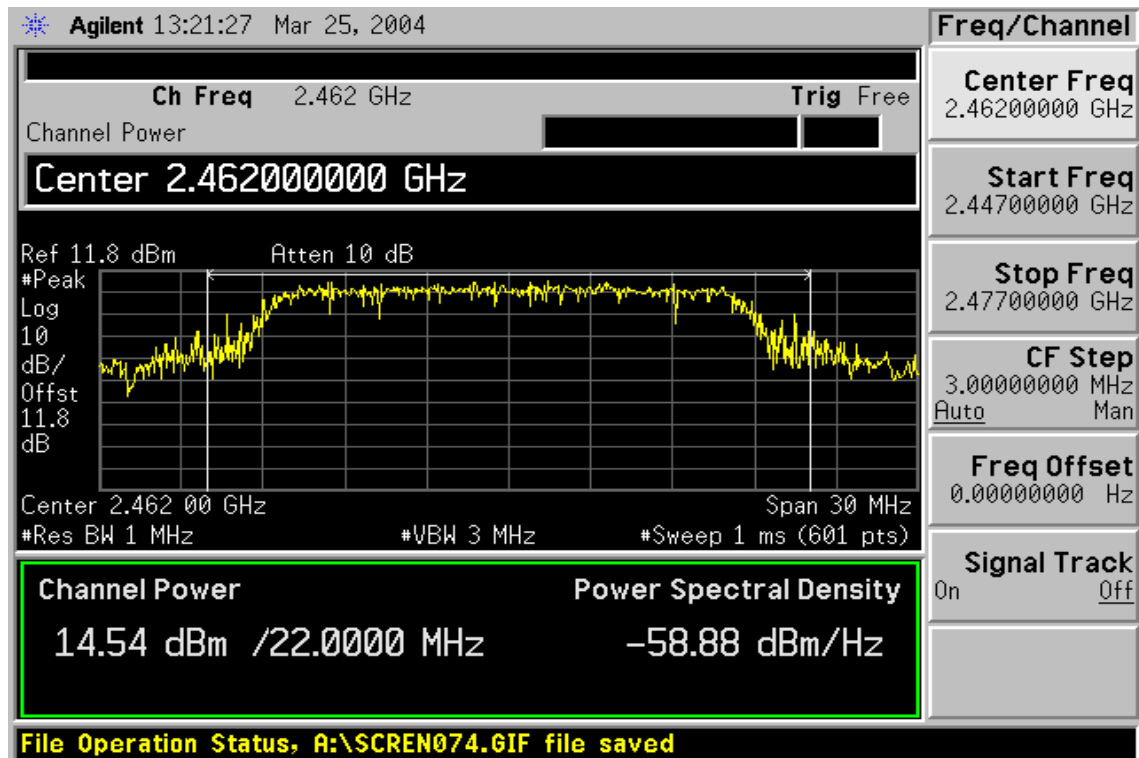 Agilent 13:21:27 Mar 25, 2004
Ch Freq 2.462 GHz Trig Free
Channel Power
Center 2.462000000 GHz
Ref 11.8 dBm Atten 10 dB
#Peak
Log
10
dB/
Offst
11.8
dB
Center 2.462 00 GHz Span 30 MHz
#Res BW 1 MHz #VBW 3 MHz #Sweep 1 ms (601 pts)
Channel Power Power Spectral Density
14.54 dBm /22.0000 MHz -58.88 dBm/Hz
File Operation Status, A:\SCREN074.GIF file saved
Freq/Channel
Center Freq
2.46200000 GHz
Start Freq
2.44700000 GHz
Stop Freq
2.47700000 GHz
CF Step
3.00000000 MHz
Auto Man
Freq Offset
0.00000000 Hz
Signal Track
On Off